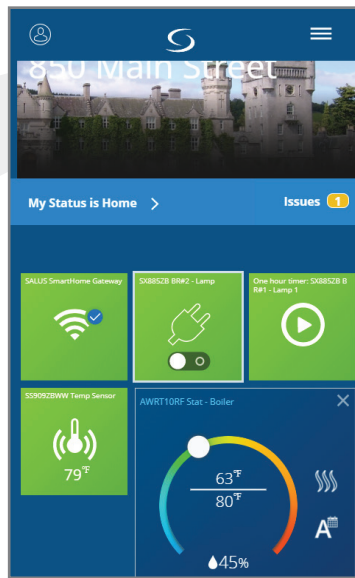 850 Main Street
My Status is Home >
Issues 1
SALUS SmartHome Gateway
SX885ZB BR#2 - Lamp
One hour timer: SX885ZB B
R#1 - Lamp 1
SS909ZBWW Temp Sensor
79°F
AWRT10RF Stat - Boiler
63°F
80°F
A
45%